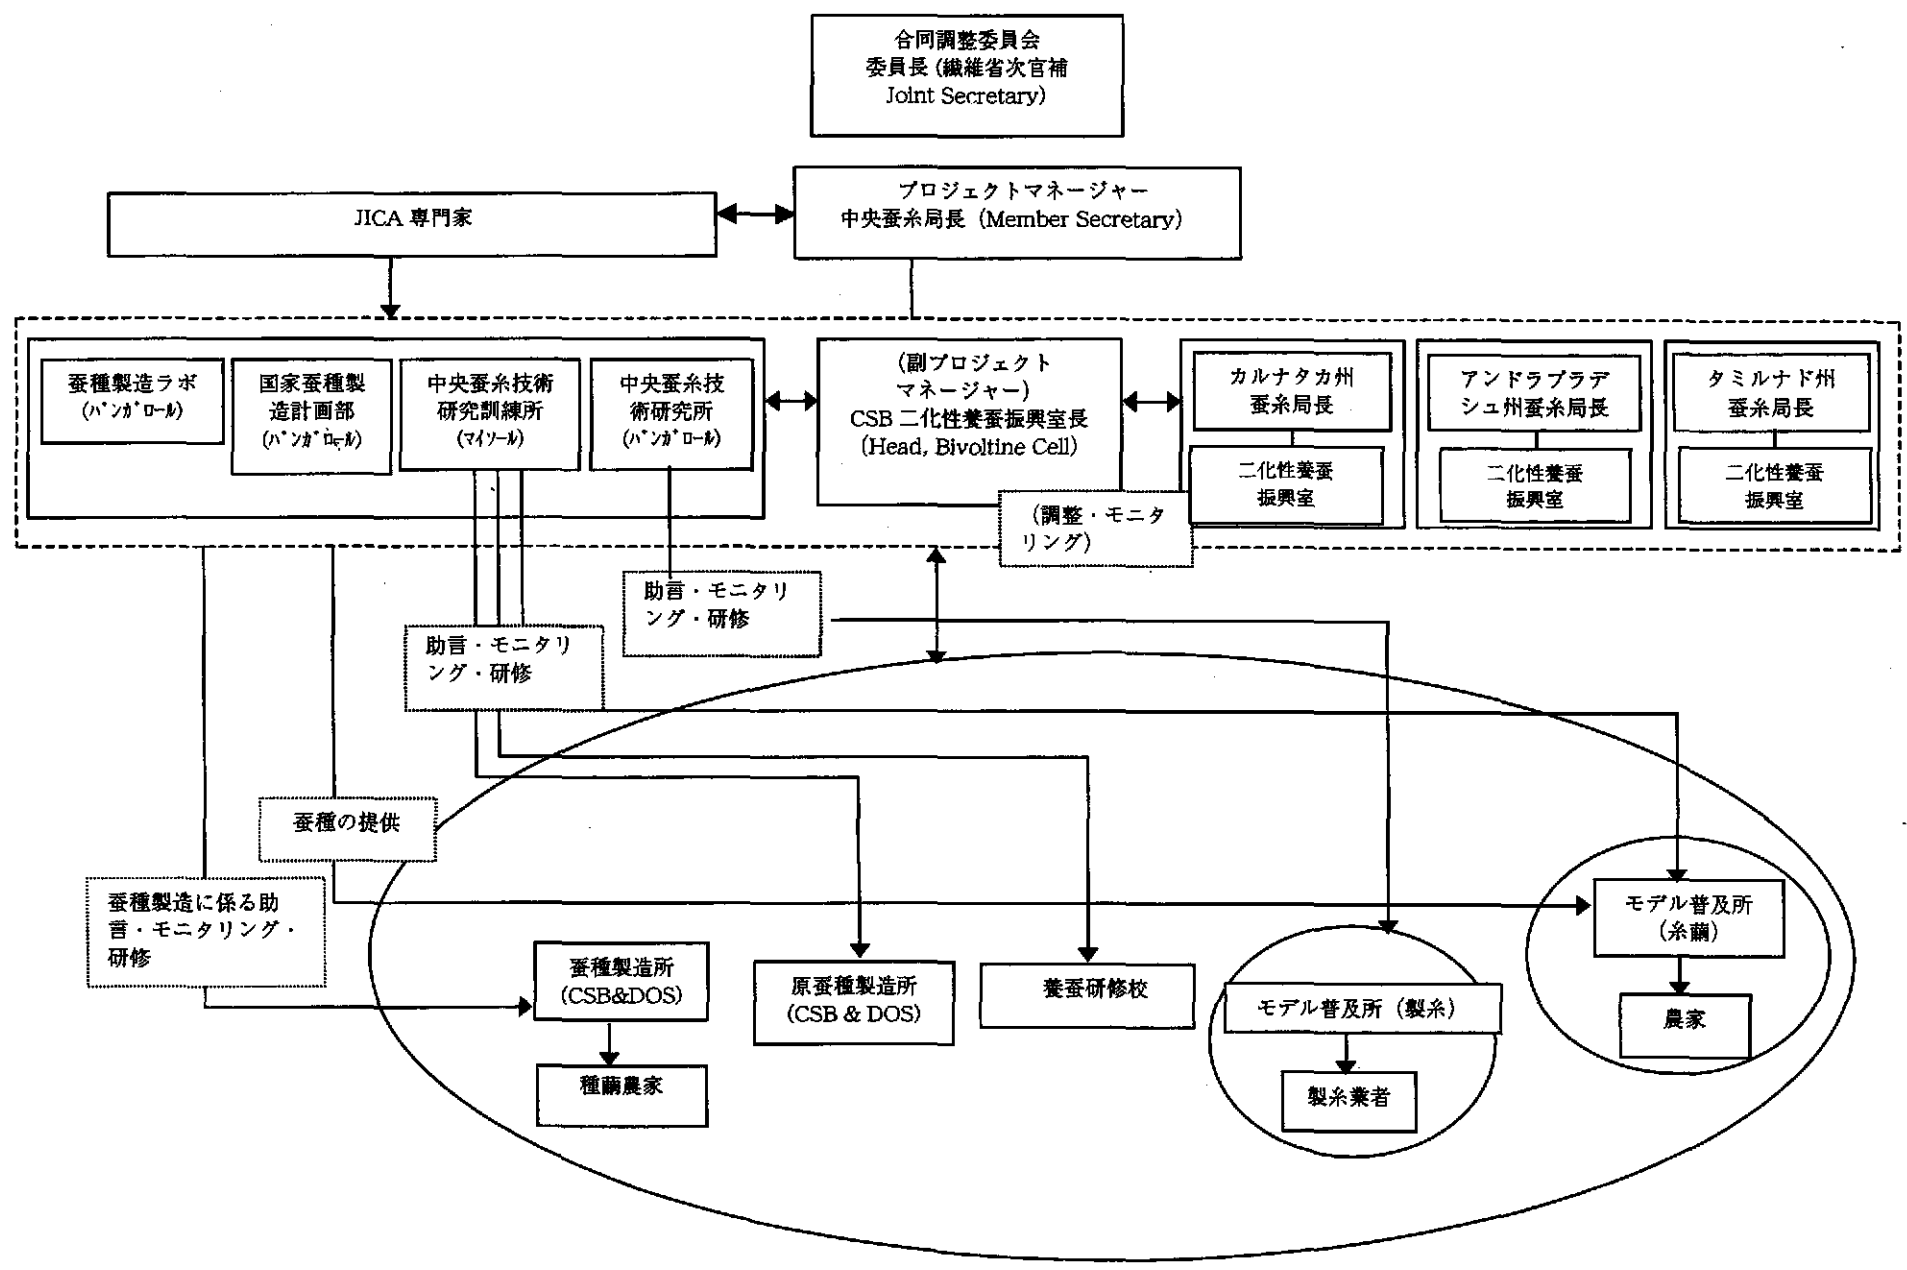 合同調整委員会
委員長 (繊維省次官補
Joint Secretary)
JICA 専門家
プロジェクトマネージャー
中央蚕糸局長 (Member Secretary)
蚕種製造ラボ
(ﾊﾞﾝｶﾞﾛｰﾙ)
国家蚕種製
造計画部
(ﾊﾞﾝｶﾞﾛｰﾙ)
中央蚕糸技術
研究訓練所
(ﾏｲｿｰﾙ)
中央蚕糸技
術研究所
(ﾊﾞﾝｶﾞﾛｰﾙ)
(副プロジェクト
マネージャー)
CSB 二化性養蚕振興室長
(Head, Bivoltine Cell)
カルナタカ州
蚕糸局長
二化性養蚕
振興室
アンドラプラデ
シュ州蚕糸局長
二化性養蚕
振興室
タミルナド州
蚕糸局長
二化性養蚕
振興室
(調整・モニタ
リング)
助言・モニタリ
ング・研修
助言・モニタリ
ング・研修
蚕種の提供
蚕種製造に係る助
言・モニタリング・
研修
蚕種製造所
(CSB&DOS)
種繭農家
原蚕種製造所
(CSB & DOS)
養蚕研修校
モデル普及所 (製糸)
製糸業者
モデル普及所
(糸繭)
農家